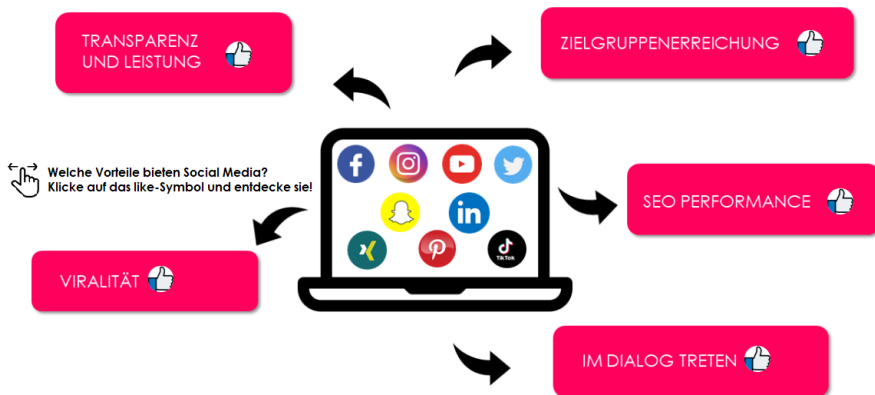 TRANSPARENZ
UND LEISTUNG
ZIELGRUPPENERREICHUNG
Welche Vorteile bieten Social Media?
Klicke auf das like-Symbol und entdecke sie!
SEO PERFORMANCE
VIRALITÄT
TikTok
IM DIALOG TRETEN